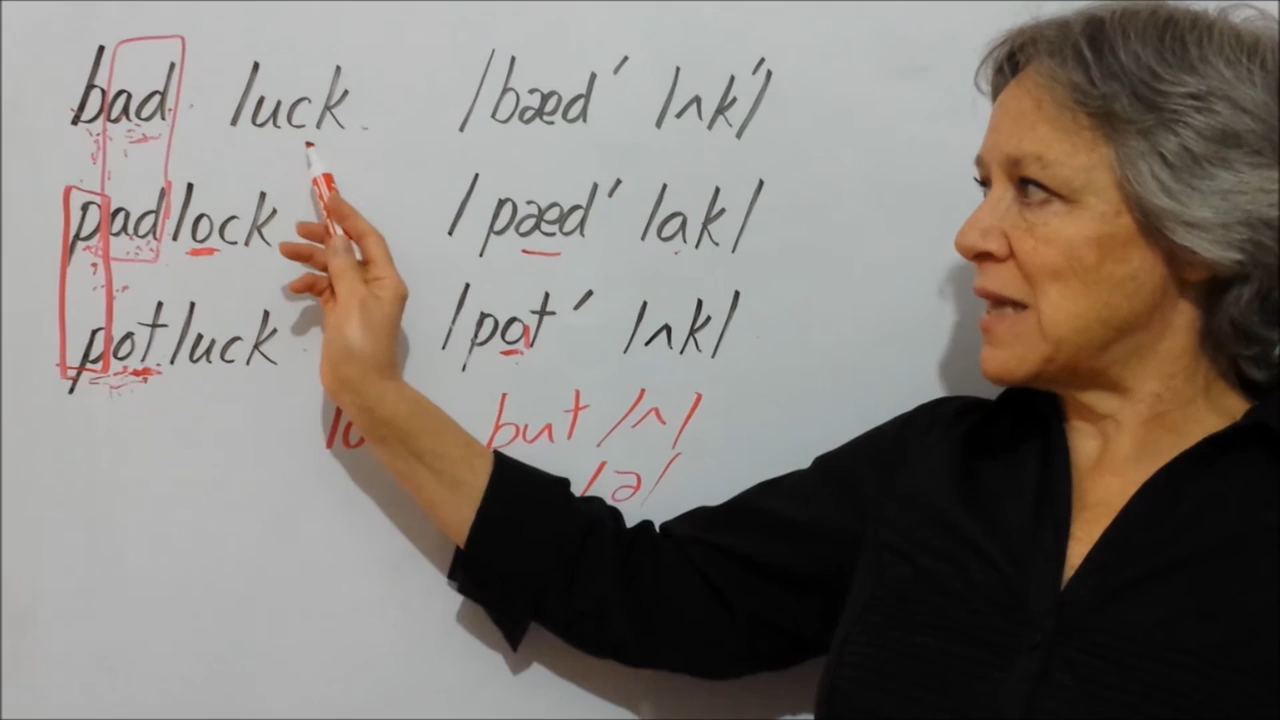 bad luck /bæd′ lʌk′/
padlock /pæd′ lak/
potluck /pat′ lʌk/
but /ʌ/
/ə/